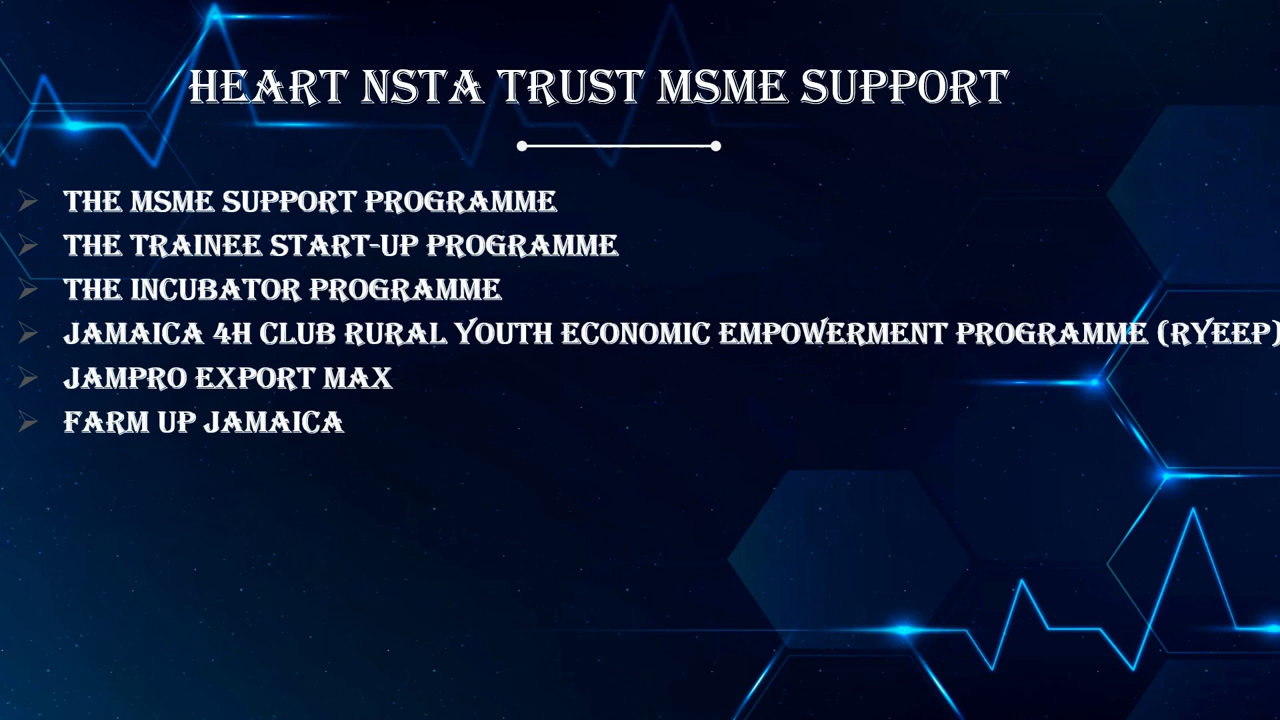 HEART NSTA TRUST MSME SUPPORT
THE MSME SUPPORT PROGRAMME
THE TRAINEE START-UP PROGRAMME
THE INCUBATOR PROGRAMME
JAMAICA 4H CLUB RURAL YOUTH ECONOMIC EMPOWERMENT PROGRAMME (RYEEP)
JAMPRO EXPORT MAX
FARM UP JAMAICA